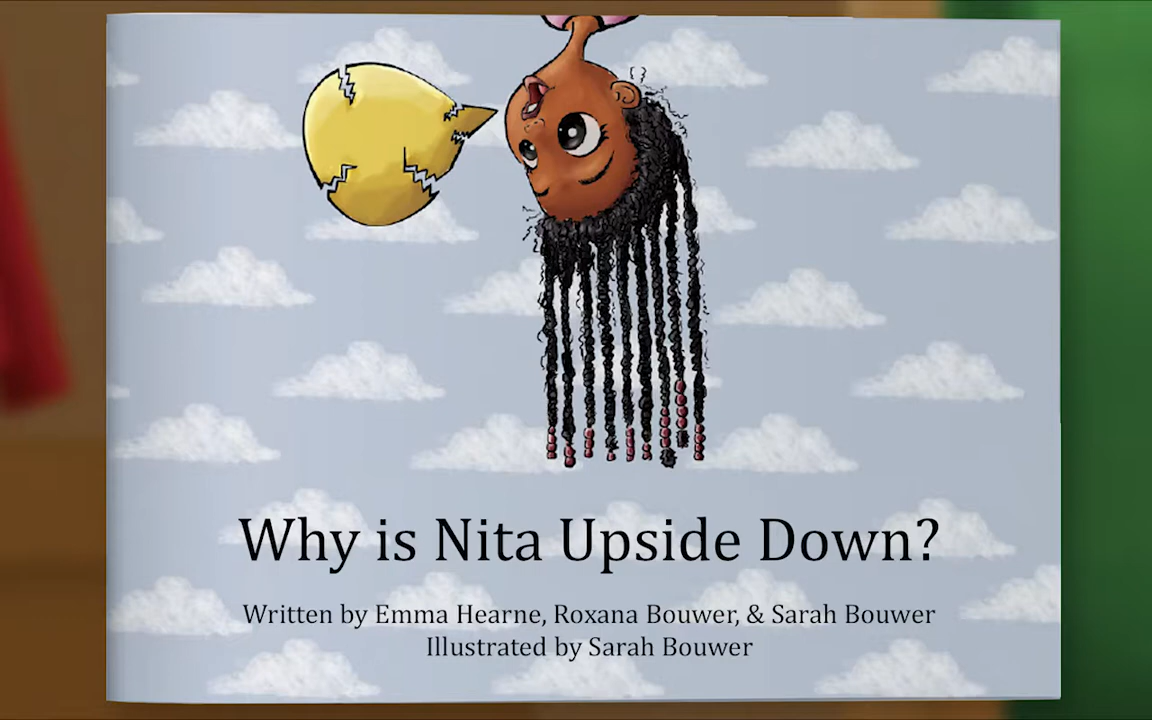 Why is Nita Upside Down?
Written by Emma Hearne, Roxana Bouwer, & Sarah Bouwer
Illustrated by Sarah Bouwer